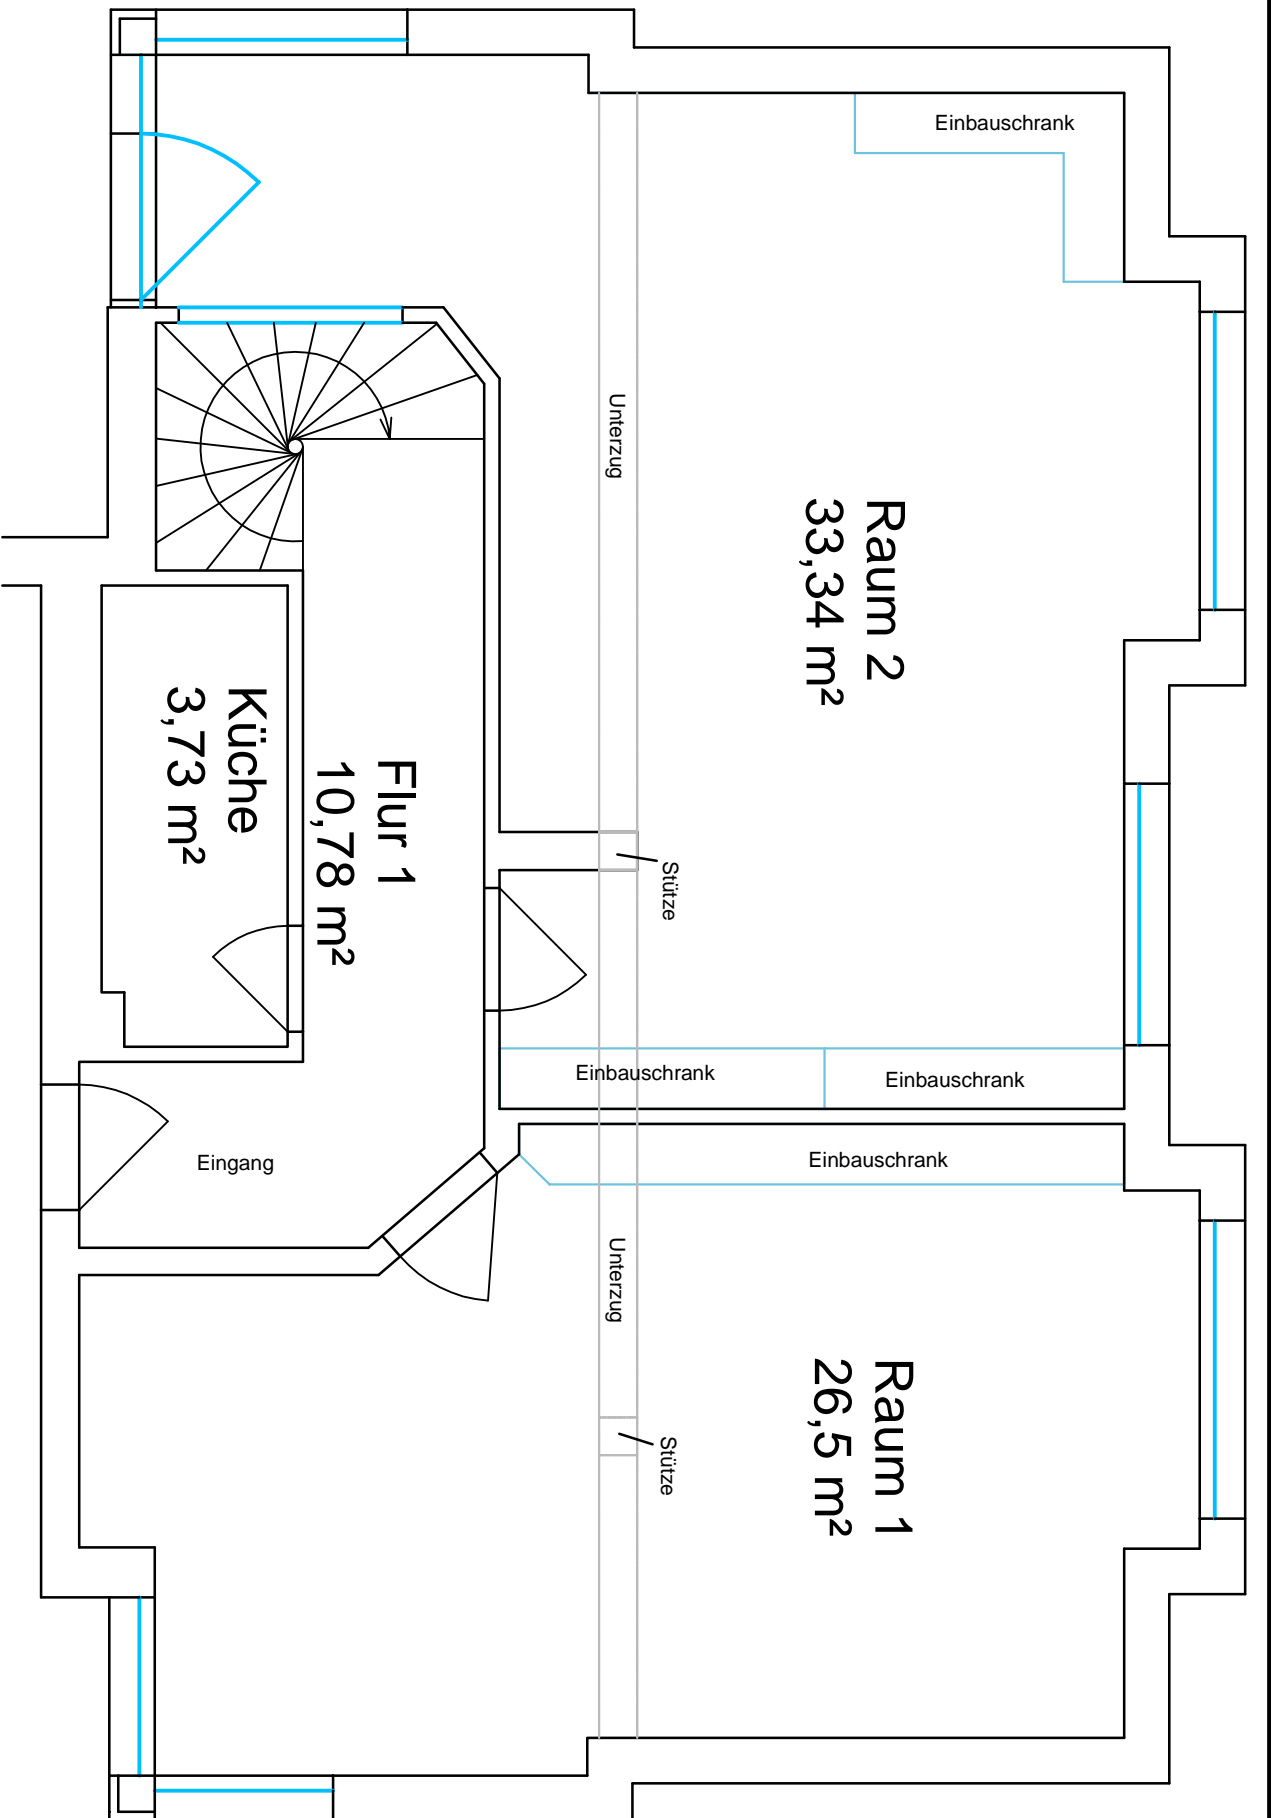 Einbauschrank
Unterzug
Raum 2
33,34 m²
Küche
3,73 m²
Flur 1
10,78 m²
Stütze
Einbauschrank
Einbauschrank
Eingang
Einbauschrank
Unterzug
Raum 1
26,5 m²
Stütze